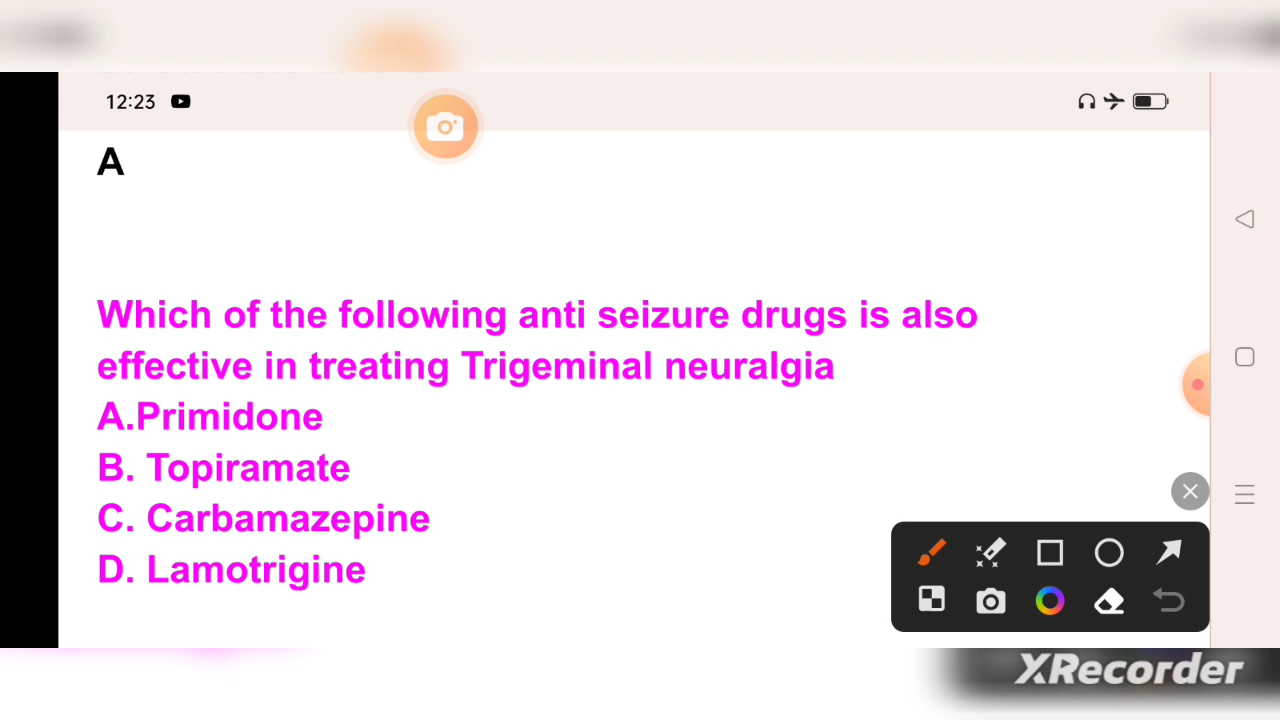 12:23
A
Which of the following anti seizure drugs is also
effective in treating Trigeminal neuralgia
A.Primidone
B. Topiramate
C. Carbamazepine
D. Lamotrigine
XRecorder